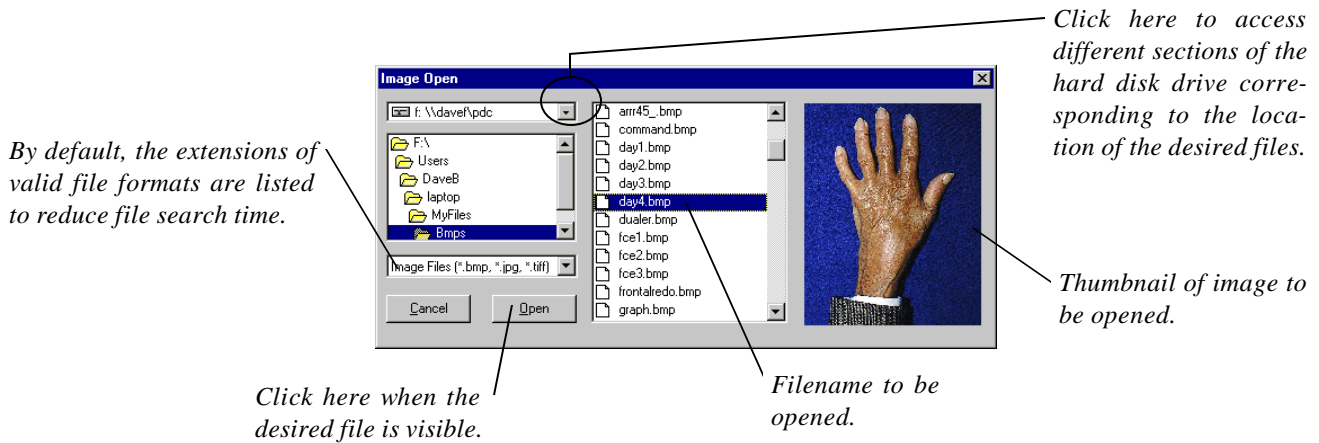 Click here to access
different sections of the
hard disk drive corre-
sponding to the loca-
tion of the desired files.
By default, the extensions of
valid file formats are listed
to reduce file search time.
Image Open
f: \\davef\pdc
F:\
Users
DaveB
laptop
MyFiles
Bmps
Image Files (*.bmp, *.jpg, *.tiff)
Cancel
Open
arrr45_.bmp
command.bmp
day1.bmp
day2.bmp
day3.bmp
day4.bmp
dualer.bmp
fce1.bmp
fce2.bmp
fce3.bmp
frontalredo.bmp
graph.bmp
Thumbnail of image to
be opened.
Click here when the
desired file is visible.
Filename to be
opened.